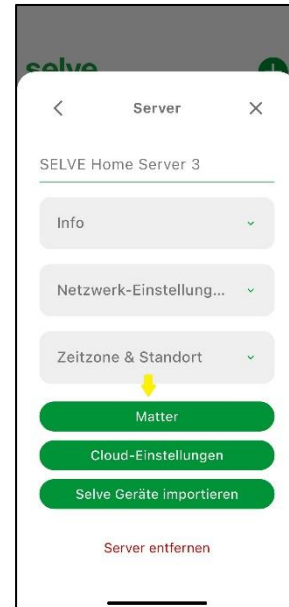 selve
Server
SELVE Home Server 3
Info
Netzwerk-Einstellung...
Zeitzone & Standort
Matter
Cloud-Einstellungen
Selve Geräte importieren
Server entfernen